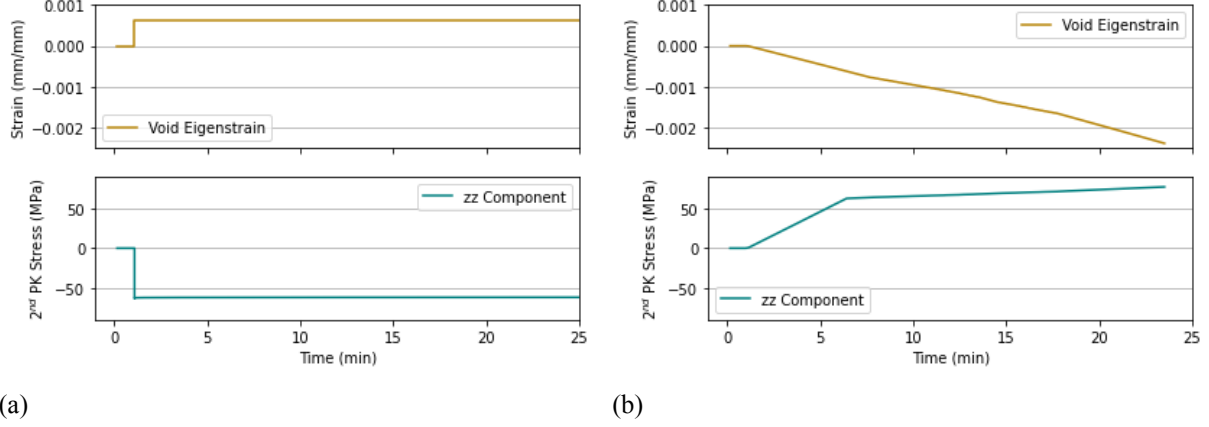 0.001
0.000
−0.001
−0.002
Strain (mm/mm)
Void Eigenstrain
50
0
−50
2nd PK Stress (MPa)
zz Component
0 5 10 15 20 25
Time (min)
(a)
0.001
0.000
−0.001
−0.002
Strain (mm/mm)
Void Eigenstrain
50
0
−50
2nd PK Stress (MPa)
zz Component
0 5 10 15 20 25
Time (min)
(b)